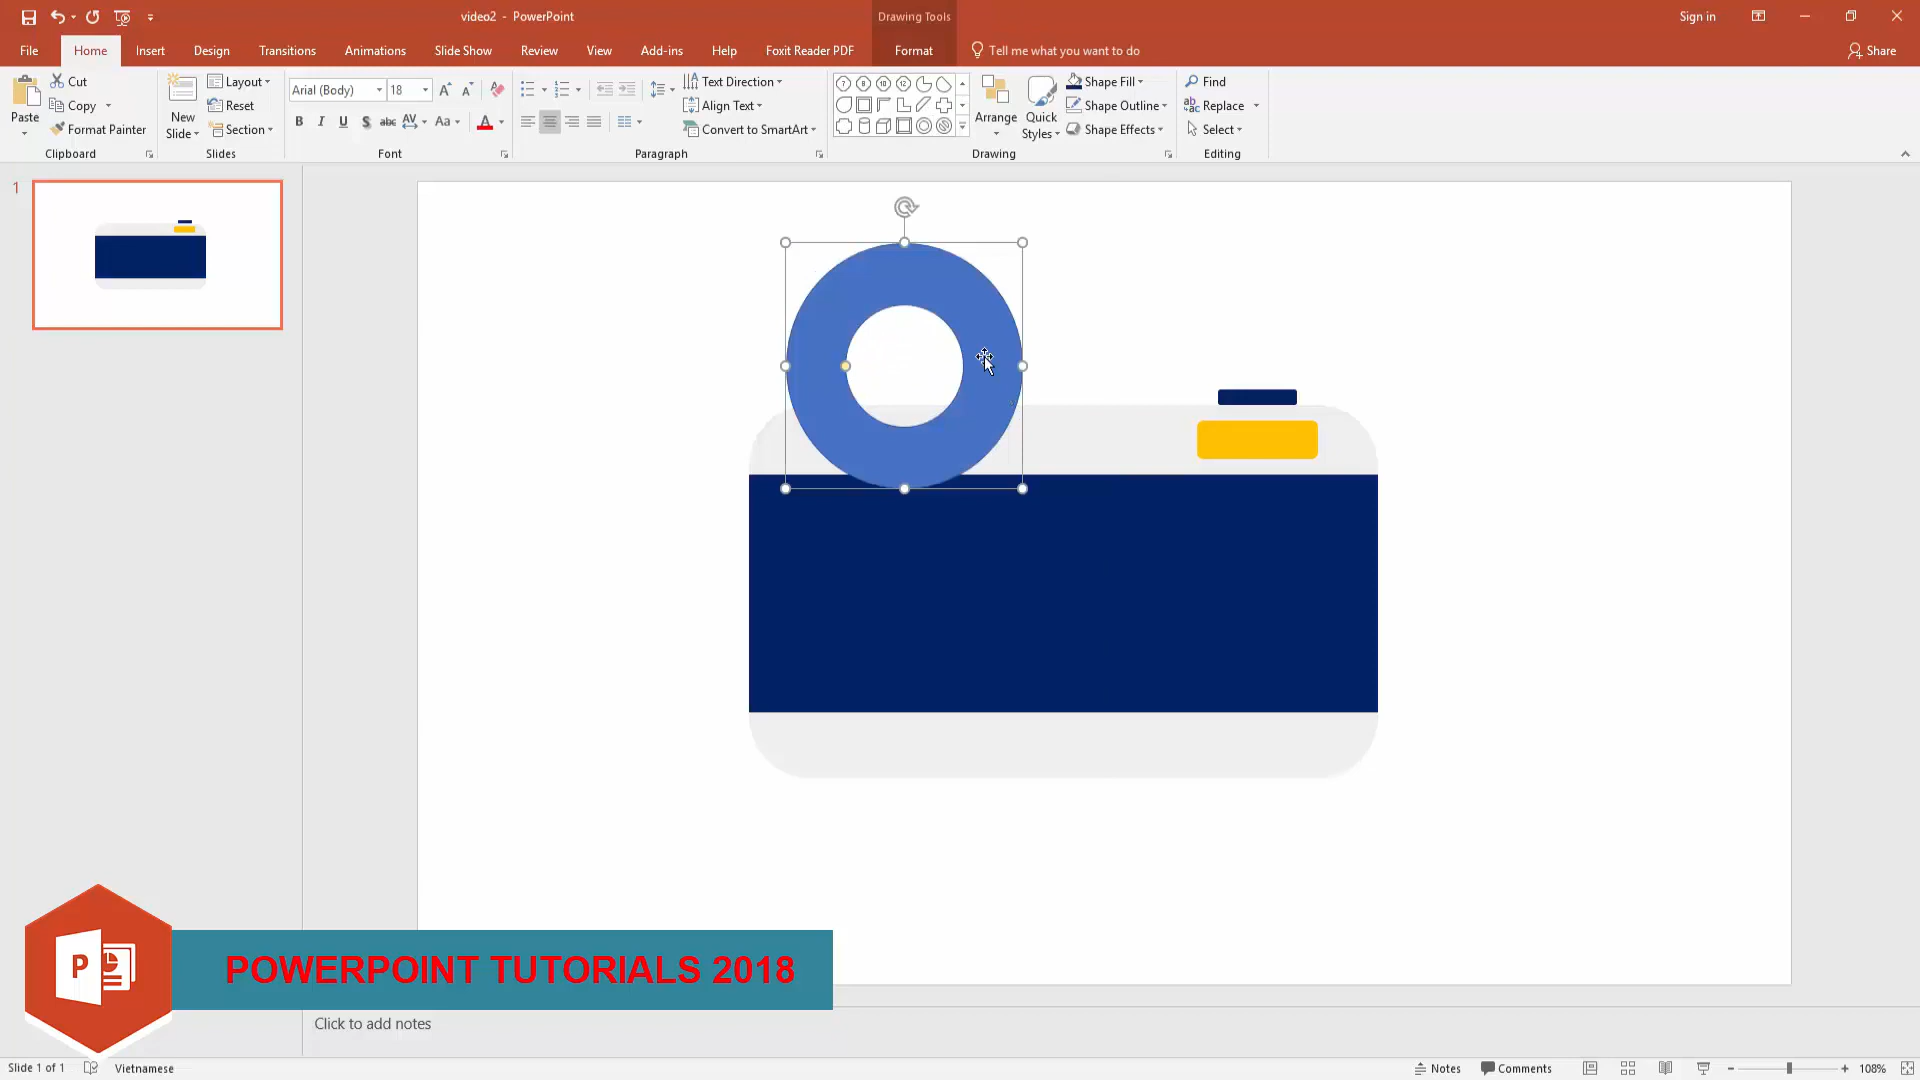 video2 - PowerPoint
Drawing Tools
Sign in
File Home Insert Design Transitions Animations Slide Show Review View Add-ins Help Foxit Reader PDF Format Tell me what you want to do Share
Paste
Cut
Copy
Format Painter
Clipboard
New
Slide
Layout
Reset
Section
Slides
Arial (Body) 18
B I U S abc AV Aa A
Font
Text Direction
Align Text
Convert to SmartArt
Paragraph
Arrange
Quick
Styles
Shape Fill
Shape Outline
Shape Effects
Drawing
Find
Replace
Select
Editing
1
P
POWERPOINT TUTORIALS 2018
Click to add notes
Slide 1 of 1 Vietnamese Notes Comments 108%